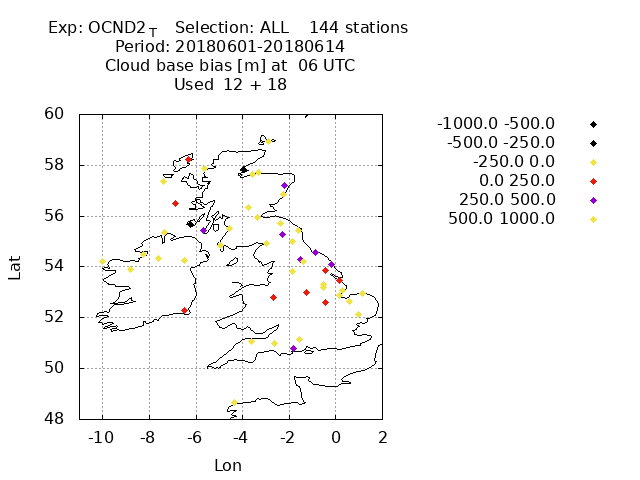 Exp: OCND2T Selection: ALL 144 stations
Period: 20180601-20180614
Cloud base bias [m] at 06 UTC
Used 12 + 18
-1000.0 -500.0
-500.0 -250.0
-250.0 0.0
0.0 250.0
250.0 500.0
500.0 1000.0
60
58
56
54
52
50
48
Lat
-10 -8 -6 -4 -2 0 2
Lon